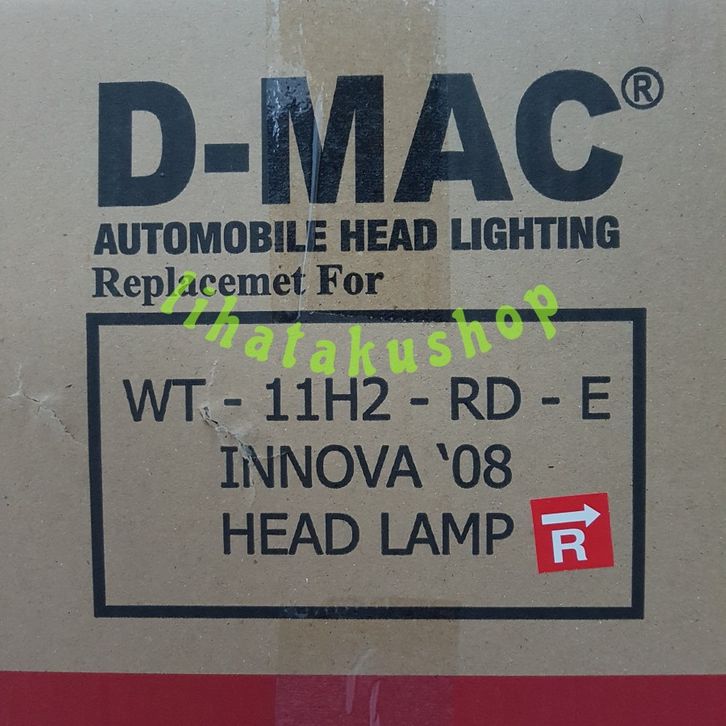 D-MAC®
AUTOMOBILE HEAD LIGHTING
Replacemet For
lihatakushop
WT - 11H2 - RD - E
INNOVA ‘08
HEAD LAMP
R